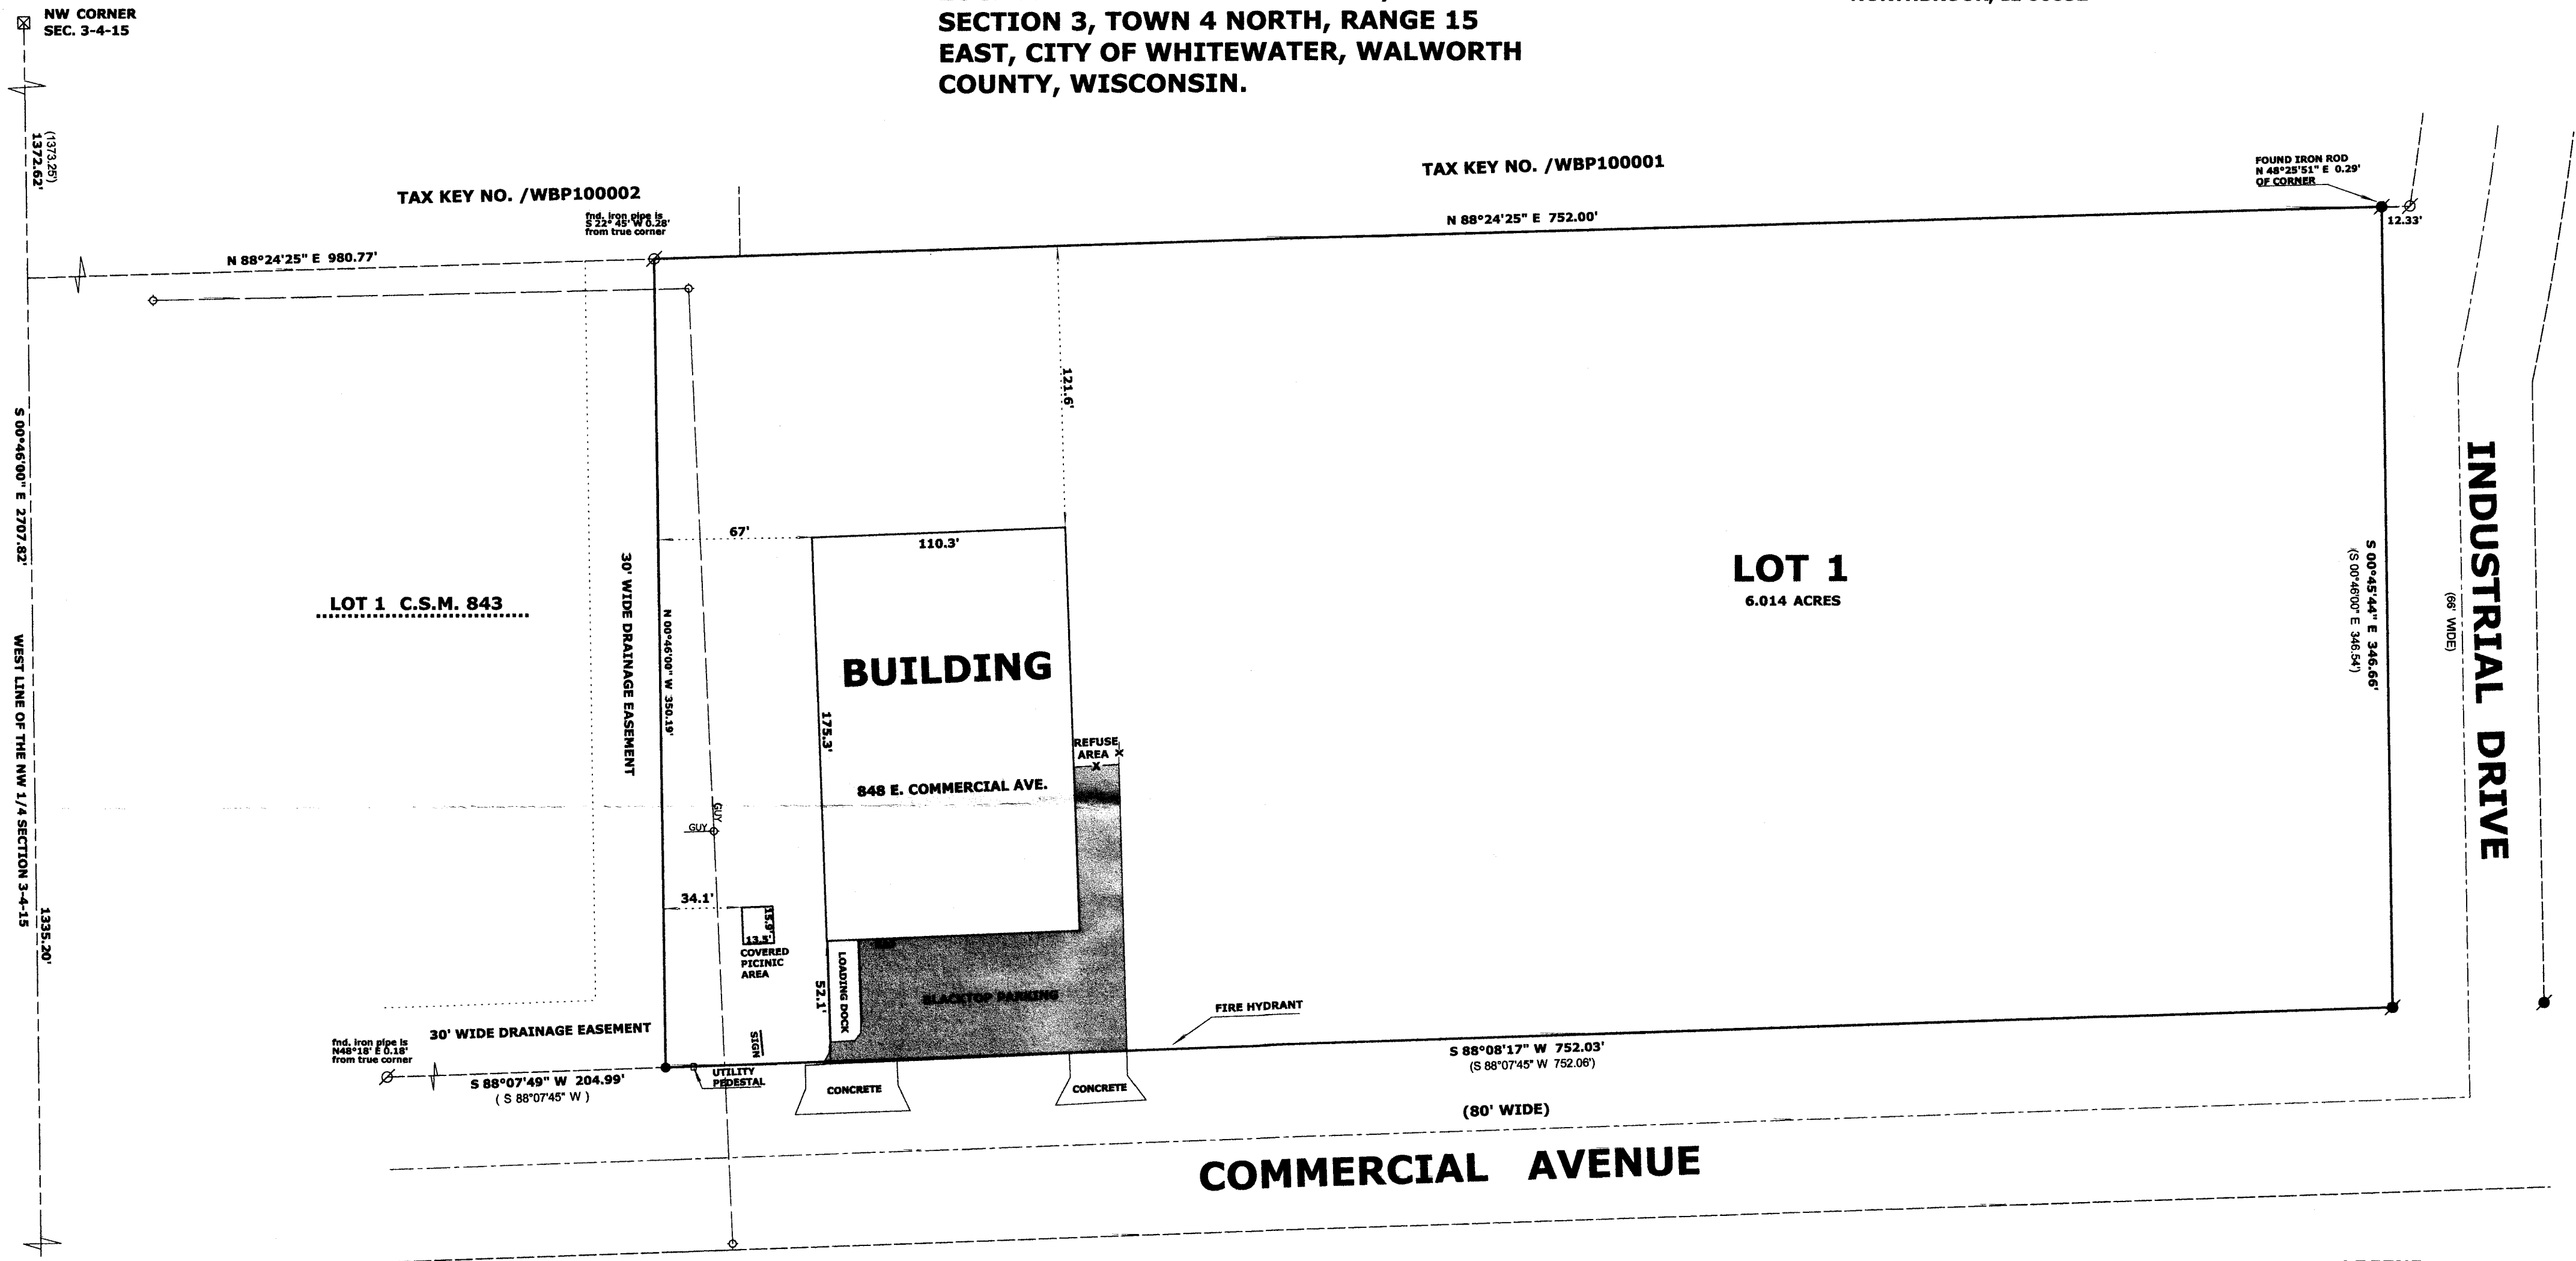 NW CORNER
SEC. 3-4-15
SECTION 3, TOWN 4 NORTH, RANGE 15
EAST, CITY OF WHITEWATER, WALWORTH
COUNTY, WISCONSIN.
(1373.25')
1372.62'
TAX KEY NO. /WBP100002
TAX KEY NO. /WBP100001
FOUND IRON ROD
N 48°25'51" E 0.29'
OF CORNER
12.33'
fnd. iron pipe is
S 22° 45' W 0.28'
from true corner
N 88°24'25" E 752.00'
N 88°24'25" E 980.77'
121.6'
S 00°46'00" E 2707.82'
WEST LINE OF THE NW 1/4 SECTION 3-4-15
1335.20'
LOT 1 C.S.M. 843
30' WIDE DRAINAGE EASEMENT
N 00°46'00" W 350.19'
67'
110.3'
BUILDING
175.3'
848 E. COMMERCIAL AVE.
REFUSE
AREA X
X
LOT 1
6.014 ACRES
S 00°45'44" E 346.66'
(S 00°46'00" E 346.54')
(66' WIDE)
INDUSTRIAL DRIVE
GUY
GUY
34.1'
15.9'
13.5'
COVERED
PICINIC
AREA
52.1'
LOADING DOCK
BLACKTOP PARKING
FIRE HYDRANT
SIGN
30' WIDE DRAINAGE EASEMENT
fnd. iron pipe is
N48°18' E 0.18'
from true corner
S 88°07'49" W 204.99'
( S 88°07'45" W )
UTILITY
PEDESTAL
CONCRETE
CONCRETE
S 88°08'17" W 752.03'
(S 88°07'45" W 752.06')
(80' WIDE)
COMMERCIAL AVENUE